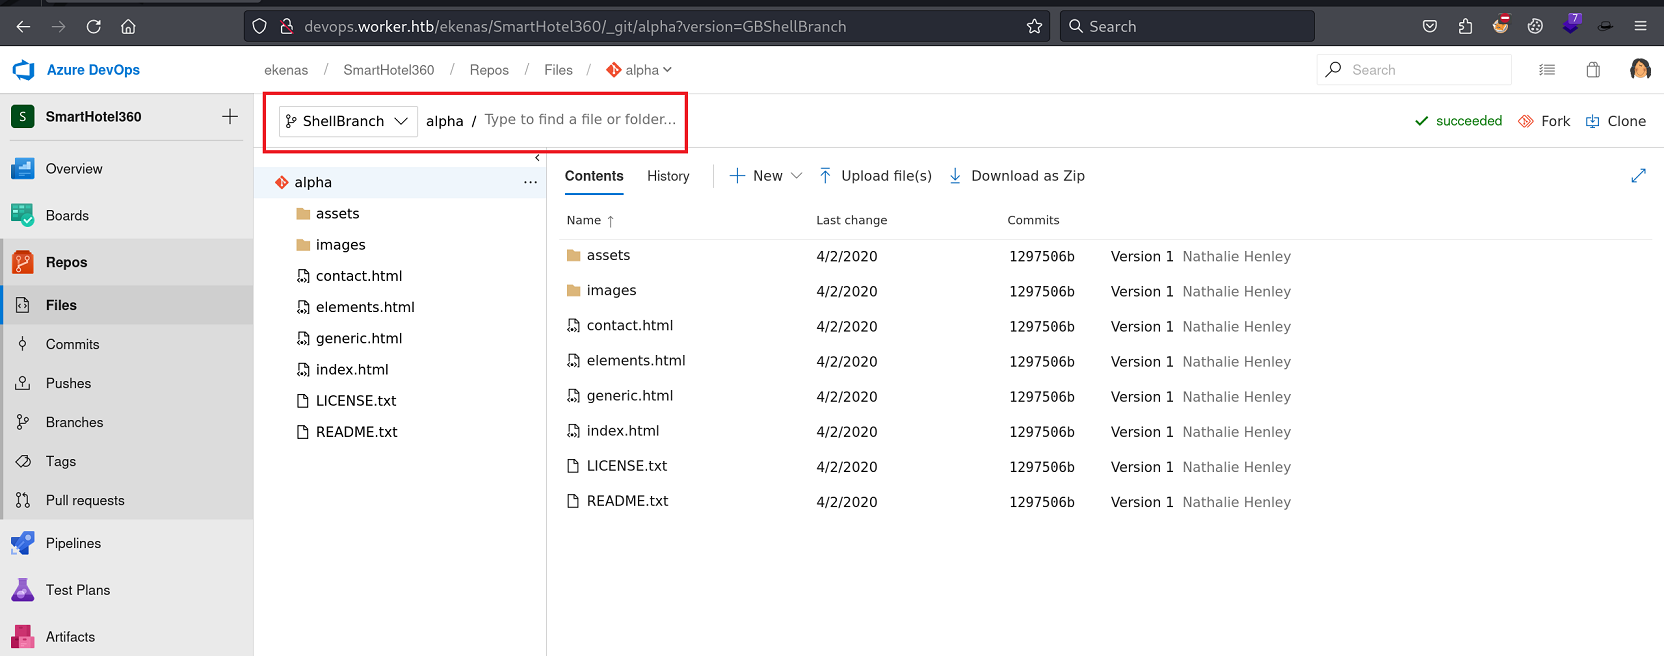 devops.worker.htb/ekenas/SmartHotel360/_git/alpha?version=GBShellBranch
Search
7
Azure DevOps
ekenas / SmartHotel360 / Repos / Files / alpha
Search
S SmartHotel360
ShellBranch alpha / Type to find a file or folder...
succeeded Fork Clone
Overview
Boards
Repos
Files
Commits
Pushes
Branches
Tags
Pull requests
Pipelines
Test Plans
Artifacts
alpha ...
assets
images
contact.html
elements.html
generic.html
index.html
LICENSE.txt
README.txt
Contents History New Upload file(s) Download as Zip
Name ↑ Last change Commits
assets 4/2/2020 1297506b Version 1 Nathalie Henley
images 4/2/2020 1297506b Version 1 Nathalie Henley
contact.html 4/2/2020 1297506b Version 1 Nathalie Henley
elements.html 4/2/2020 1297506b Version 1 Nathalie Henley
generic.html 4/2/2020 1297506b Version 1 Nathalie Henley
index.html 4/2/2020 1297506b Version 1 Nathalie Henley
LICENSE.txt 4/2/2020 1297506b Version 1 Nathalie Henley
README.txt 4/2/2020 1297506b Version 1 Nathalie Henley